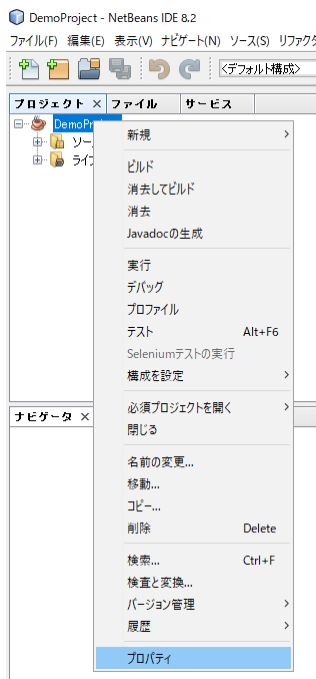 DemoProject - NetBeans IDE 8.2
ファイル(F) 編集(E) 表示(V) ナビゲート(N) ソース(S) リファクタ
<デフォルト構成>
プロジェクト × ファイル サービス
DemoPro
ソー
ライブ
新規
ビルド
消去してビルド
消去
Javadocの生成
実行
デバッグ
プロファイル
テスト Alt+F6
Seleniumテストの実行
構成を設定
必須プロジェクトを開く
閉じる
ナビゲータ ×
名前の変更...
移動...
コピー...
削除 Delete
検索... Ctrl+F
検査と変換...
バージョン管理
履歴
プロパティ